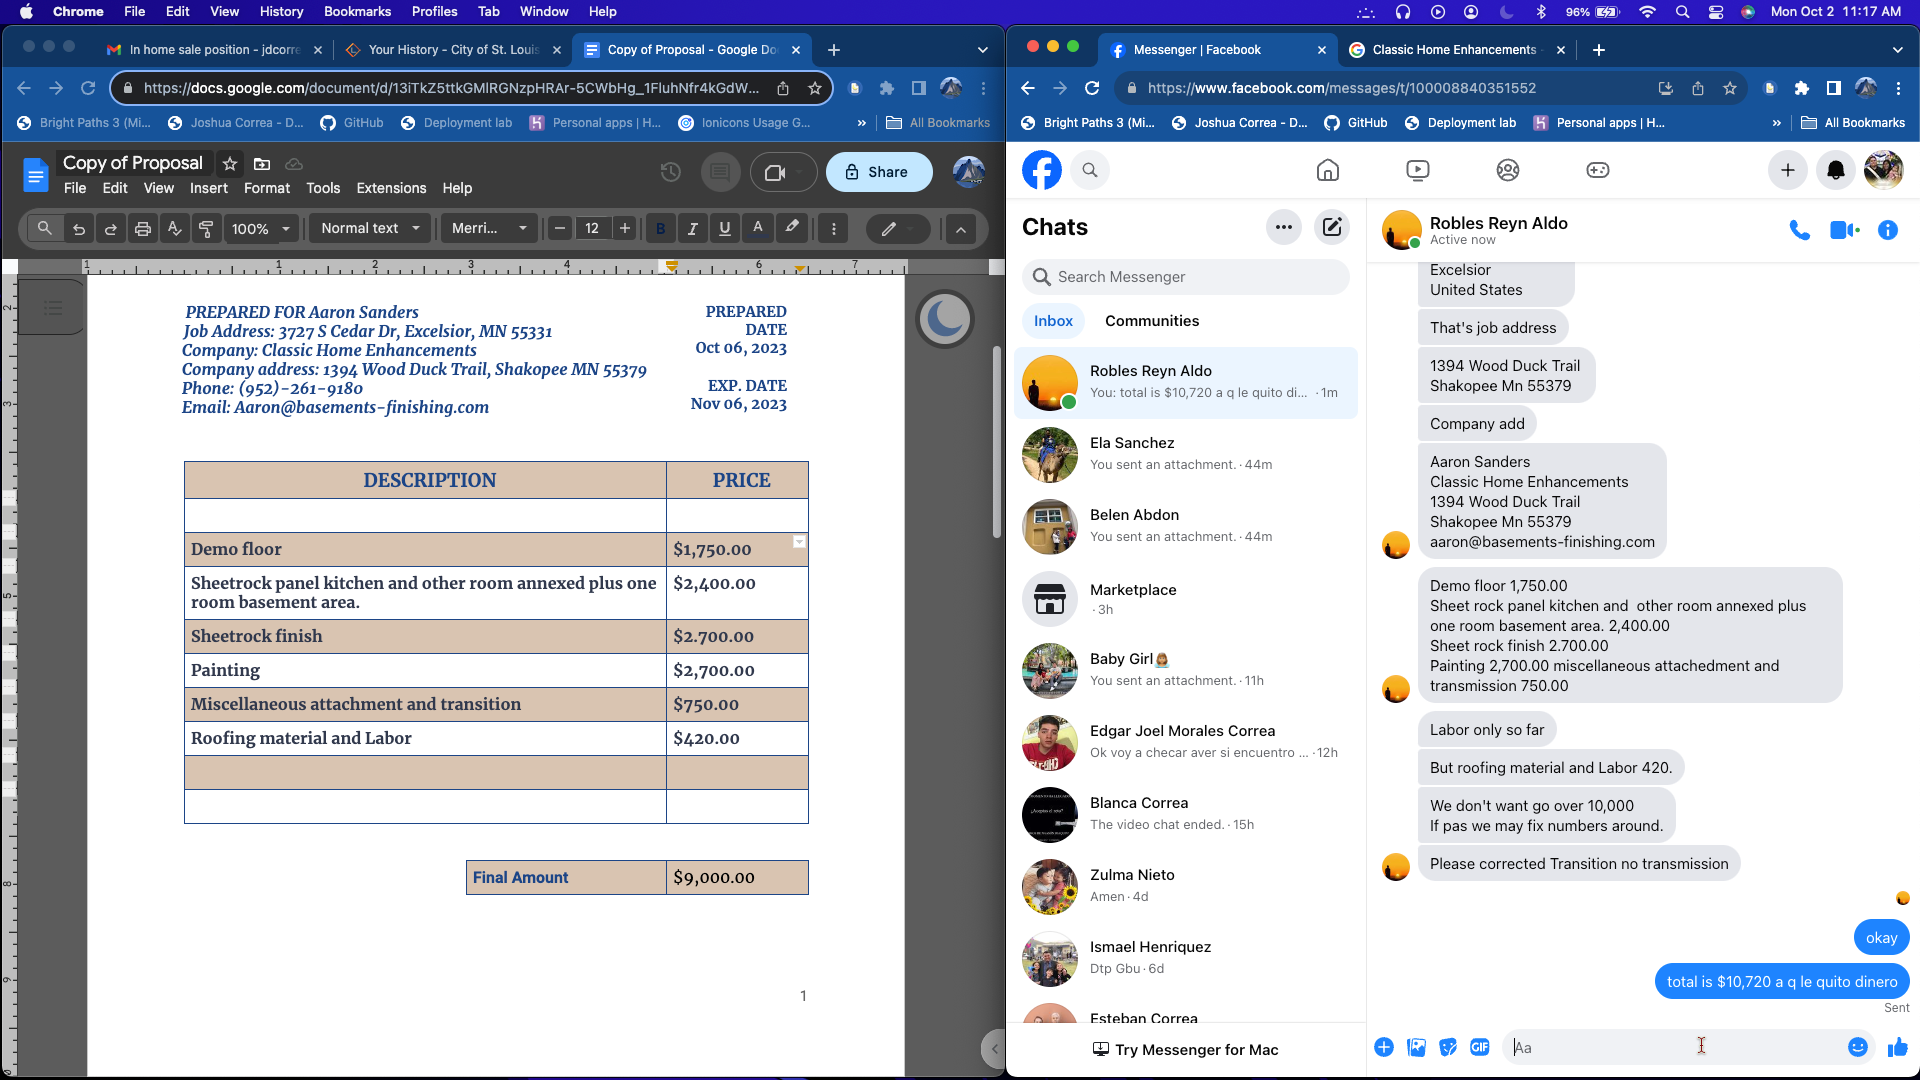 Chrome File Edit View History Bookmarks Profiles Tab Window Help
96% Mon Oct 2 11:17 AM
In home sale position - jdcorre
Your History - City of St. Louis
Copy of Proposal - Google Do
https://docs.google.com/document/d/13iTkZ5ttkGMlRGNzpHRAr-5CWbHg_1FluhNfr4kGdW...
Bright Paths 3 (Mi... Joshua Correa - D... GitHub Deployment lab Personal apps | H... Ionicons Usage G... » All Bookmarks
Copy of Proposal
File Edit View Insert Format Tools Extensions Help
Share
100% Normal text Merri... 12 B I U A
1 1 2 3 4 5 6 7
PREPARED FOR Aaron Sanders
Job Address: 3727 S Cedar Dr, Excelsior, MN 55331
Company: Classic Home Enhancements
Company address: 1394 Wood Duck Trail, Shakopee MN 55379
Phone: (952)-261-9180
Email: Aaron@basements-finishing.com
PREPARED
DATE
Oct 06, 2023
EXP. DATE
Nov 06, 2023
DESCRIPTION PRICE
Demo floor $1,750.00
Sheetrock panel kitchen and other room annexed plus one $2,400.00
room basement area.
Sheetrock finish $2.700.00
Painting $2,700.00
Miscellaneous attachment and transition $750.00
Roofing material and Labor $420.00
Final Amount $9,000.00
1
Messenger | Facebook
Classic Home Enhancements -
https://www.facebook.com/messages/t/100008840351552
Bright Paths 3 (Mi... Joshua Correa - D... GitHub Deployment lab Personal apps | H... » All Bookmarks
Chats
Search Messenger
Inbox Communities
Robles Reyn Aldo
You: total is $10,720 a q le quito di... · 1m
Ela Sanchez
You sent an attachment. · 44m
Belen Abdon
You sent an attachment. · 44m
Marketplace
· 3h
Baby Girl
You sent an attachment. · 11h
Edgar Joel Morales Correa
Ok voy a checar aver si encuentro ... · 12h
Blanca Correa
The video chat ended. · 15h
Zulma Nieto
Amen · 4d
Ismael Henriquez
Dtp Gbu · 6d
Esteban Correa
Try Messenger for Mac
Robles Reyn Aldo
Active now
Excelsior
United States
That's job address
1394 Wood Duck Trail
Shakopee Mn 55379
Company add
Aaron Sanders
Classic Home Enhancements
1394 Wood Duck Trail
Shakopee Mn 55379
aaron@basements-finishing.com
Demo floor 1,750.00
Sheet rock panel kitchen and other room annexed plus
one room basement area. 2,400.00
Sheet rock finish 2.700.00
Painting 2,700.00 miscellaneous attachedment and
transmission 750.00
Labor only so far
But roofing material and Labor 420.
We don't want go over 10,000
If pas we may fix numbers around.
Please corrected Transition no transmission
okay
total is $10,720 a q le quito dinero
Sent
GIF
Aa